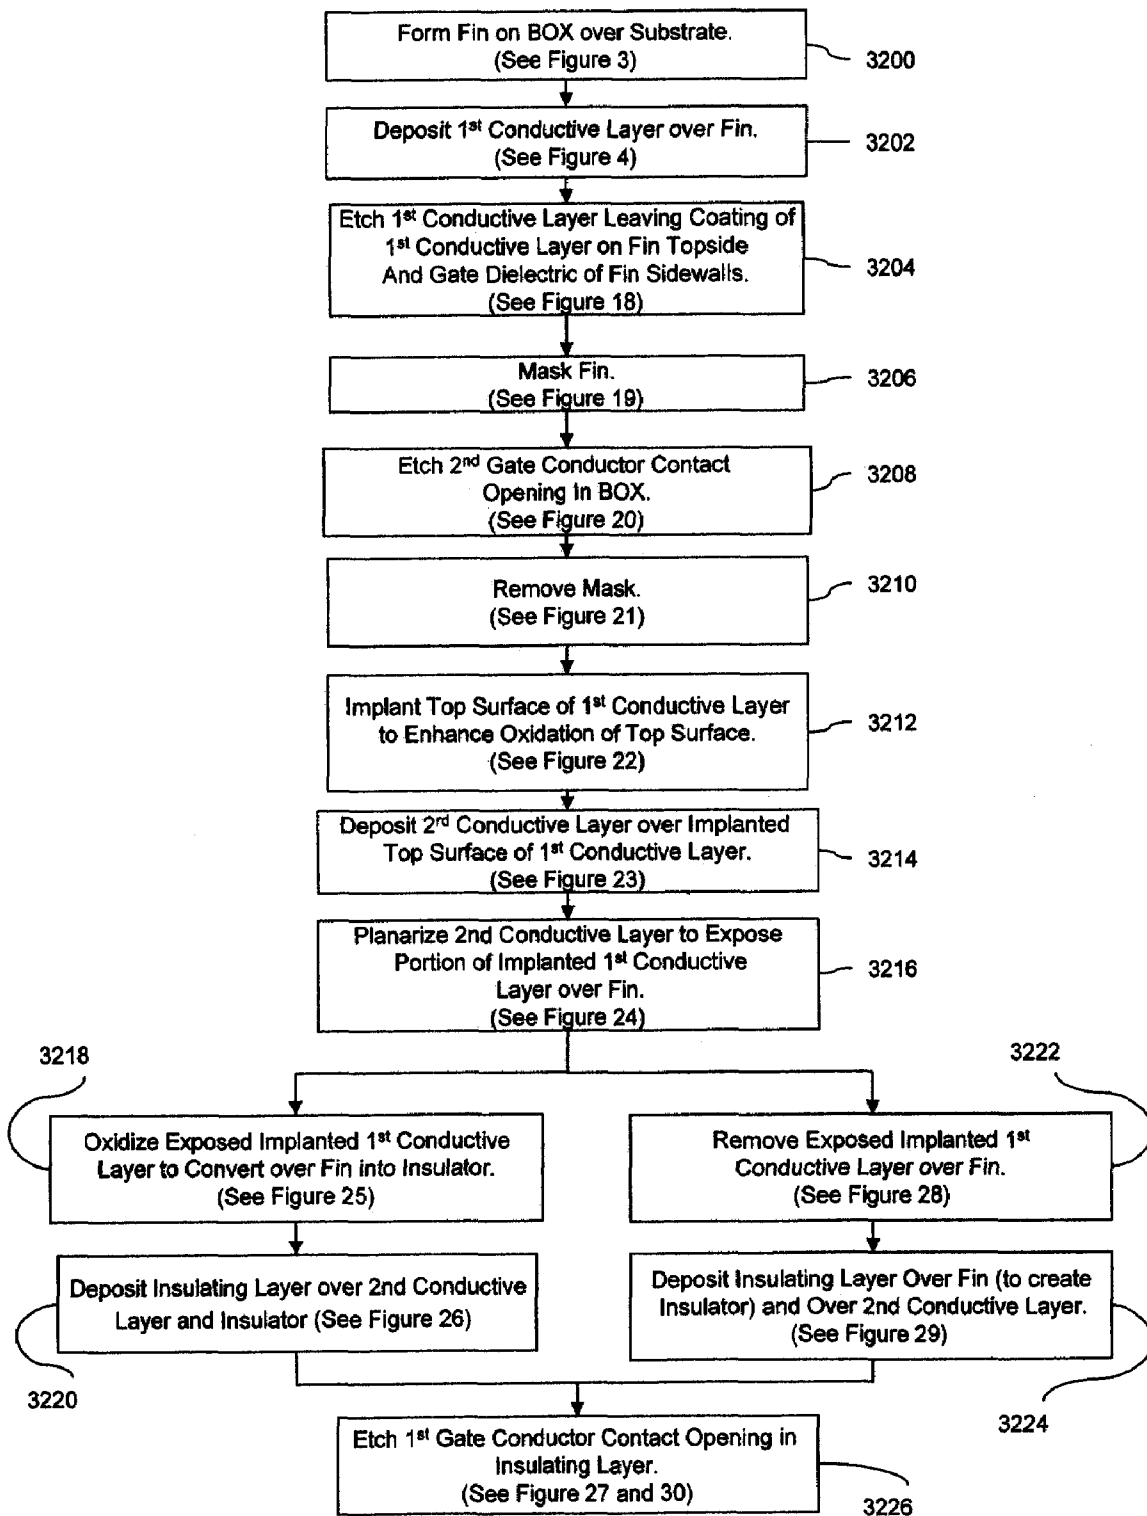 Form Fin on BOX over Substrate.
(See Figure 3)
3200
Deposit 1st Conductive Layer over Fin.
(See Figure 4)
3202
Etch 1st Conductive Layer Leaving Coating of
1st Conductive Layer on Fin Topside
And Gate Dielectric of Fin Sidewalls.
(See Figure 18)
3204
Mask Fin.
(See Figure 19)
3206
Etch 2nd Gate Conductor Contact
Opening In BOX.
(See Figure 20)
3208
Remove Mask.
(See Figure 21)
3210
Implant Top Surface of 1st Conductive Layer
to Enhance Oxidation of Top Surface.
(See Figure 22)
3212
Deposit 2rd Conductive Layer over Implanted
Top Surface of 1st Conductive Layer.
(See Figure 23)
3214
Planarize 2nd Conductive Layer to Expose
Portion of Implanted 1st Conductive
Layer over Fin.
(See Figure 24)
3216
3218
Oxidize Exposed Implanted 1st Conductive
Layer to Convert over Fin into Insulator.
(See Figure 25)
3222
Remove Exposed Implanted 1st
Conductive Layer over Fin.
(See Figure 28)
Deposit Insulating Layer over 2nd Conductive
Layer and Insulator (See Figure 26)
3220
Deposit Insulating Layer Over Fin (to create
Insulator) and Over 2nd Conductive Layer.
(See Figure 29)
3224
Etch 1st Gate Conductor Contact Opening in
Insulating Layer.
(See Figure 27 and 30)
3226